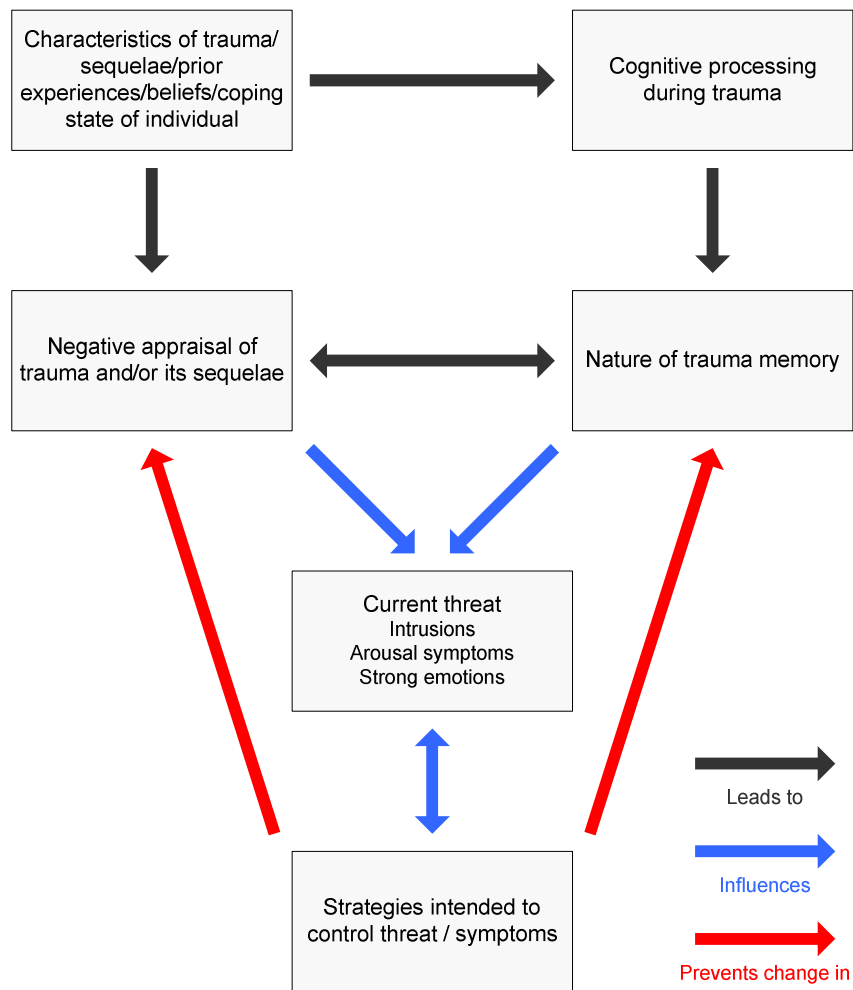 Characteristics of trauma/
sequelae/prior
experiences/beliefs/coping
state of individual
Cognitive processing
during trauma
Negative appraisal of
trauma and/or its sequelae
Nature of trauma memory
Current threat
Intrusions
Arousal symptoms
Strong emotions
Strategies intended to
control threat / symptoms
Leads to
Influences
Prevents change in